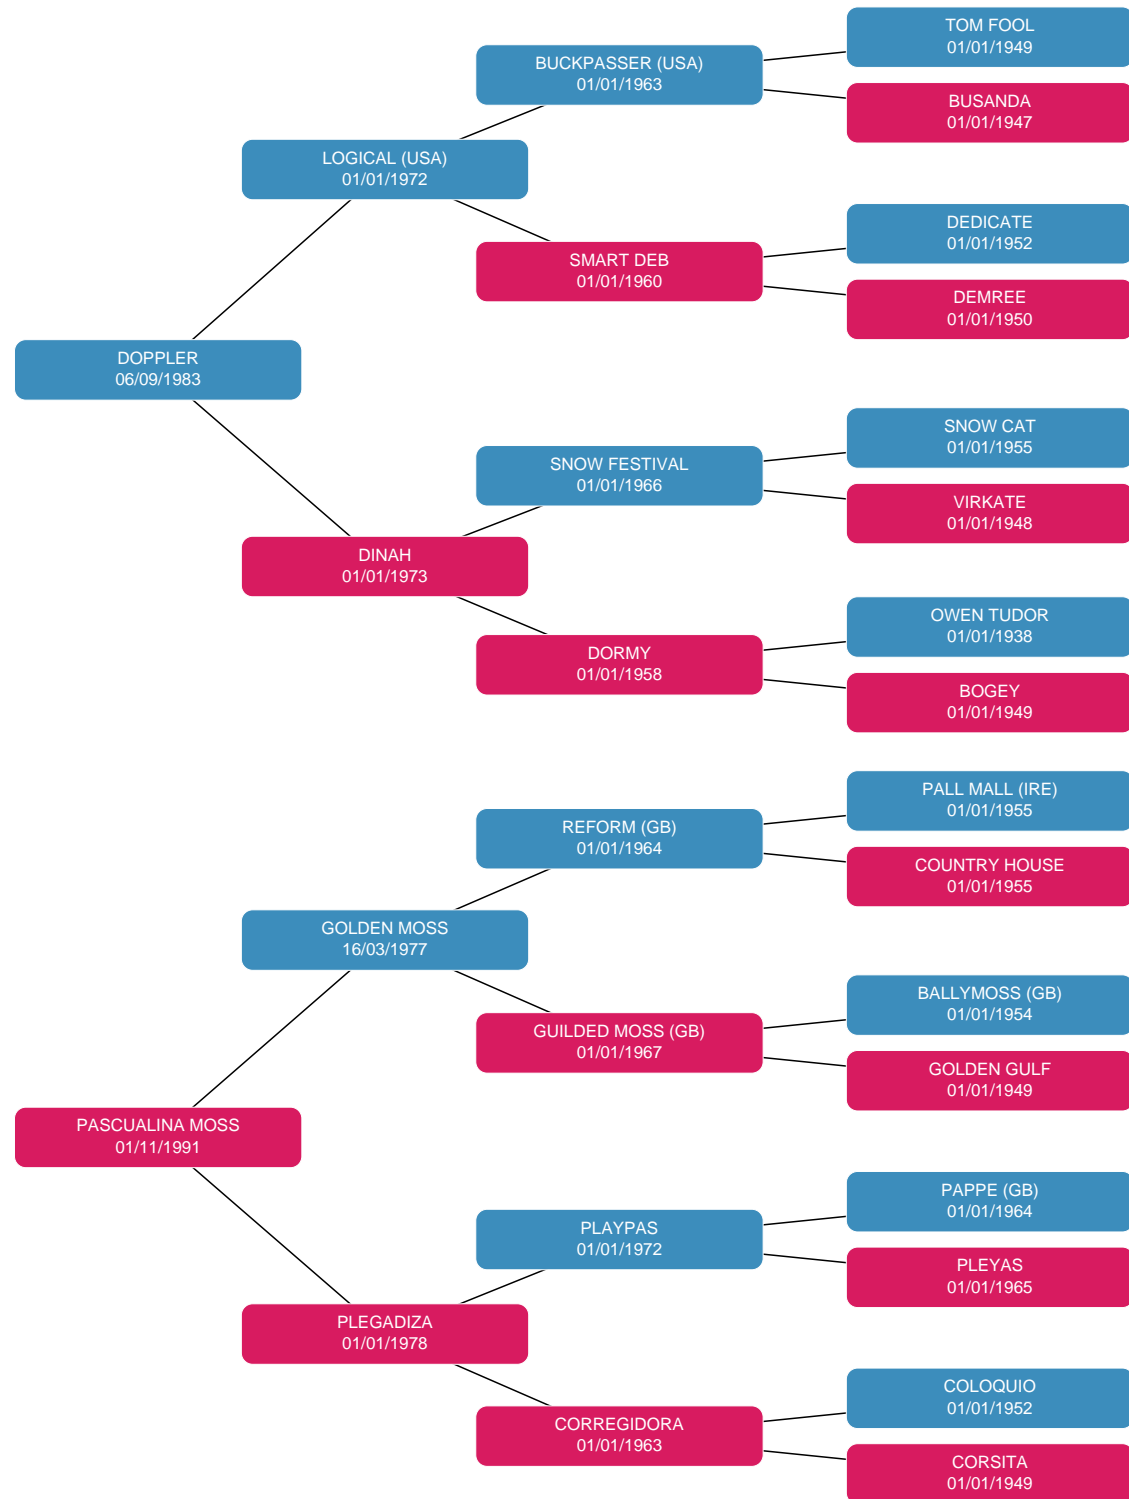 TOM FOOL
01/01/1949
BUCKPASSER (USA)
01/01/1963
BUSANDA
01/01/1947
LOGICAL (USA)
01/01/1972
DEDICATE
01/01/1952
SMART DEB
01/01/1960
DEMREE
01/01/1950
DOPPLER
06/09/1983
SNOW CAT
01/01/1955
SNOW FESTIVAL
01/01/1966
VIRKATE
01/01/1948
DINAH
01/01/1973
OWEN TUDOR
01/01/1938
DORMY
01/01/1958
BOGEY
01/01/1949
PALL MALL (IRE)
01/01/1955
REFORM (GB)
01/01/1964
COUNTRY HOUSE
01/01/1955
GOLDEN MOSS
16/03/1977
BALLYMOSS (GB)
01/01/1954
GUILDED MOSS (GB)
01/01/1967
GOLDEN GULF
01/01/1949
PASCUALINA MOSS
01/11/1991
PAPPE (GB)
01/01/1964
PLAYPAS
01/01/1972
PLEYAS
01/01/1965
PLEGADIZA
01/01/1978
COLOQUIO
01/01/1952
CORREGIDORA
01/01/1963
CORSITA
01/01/1949